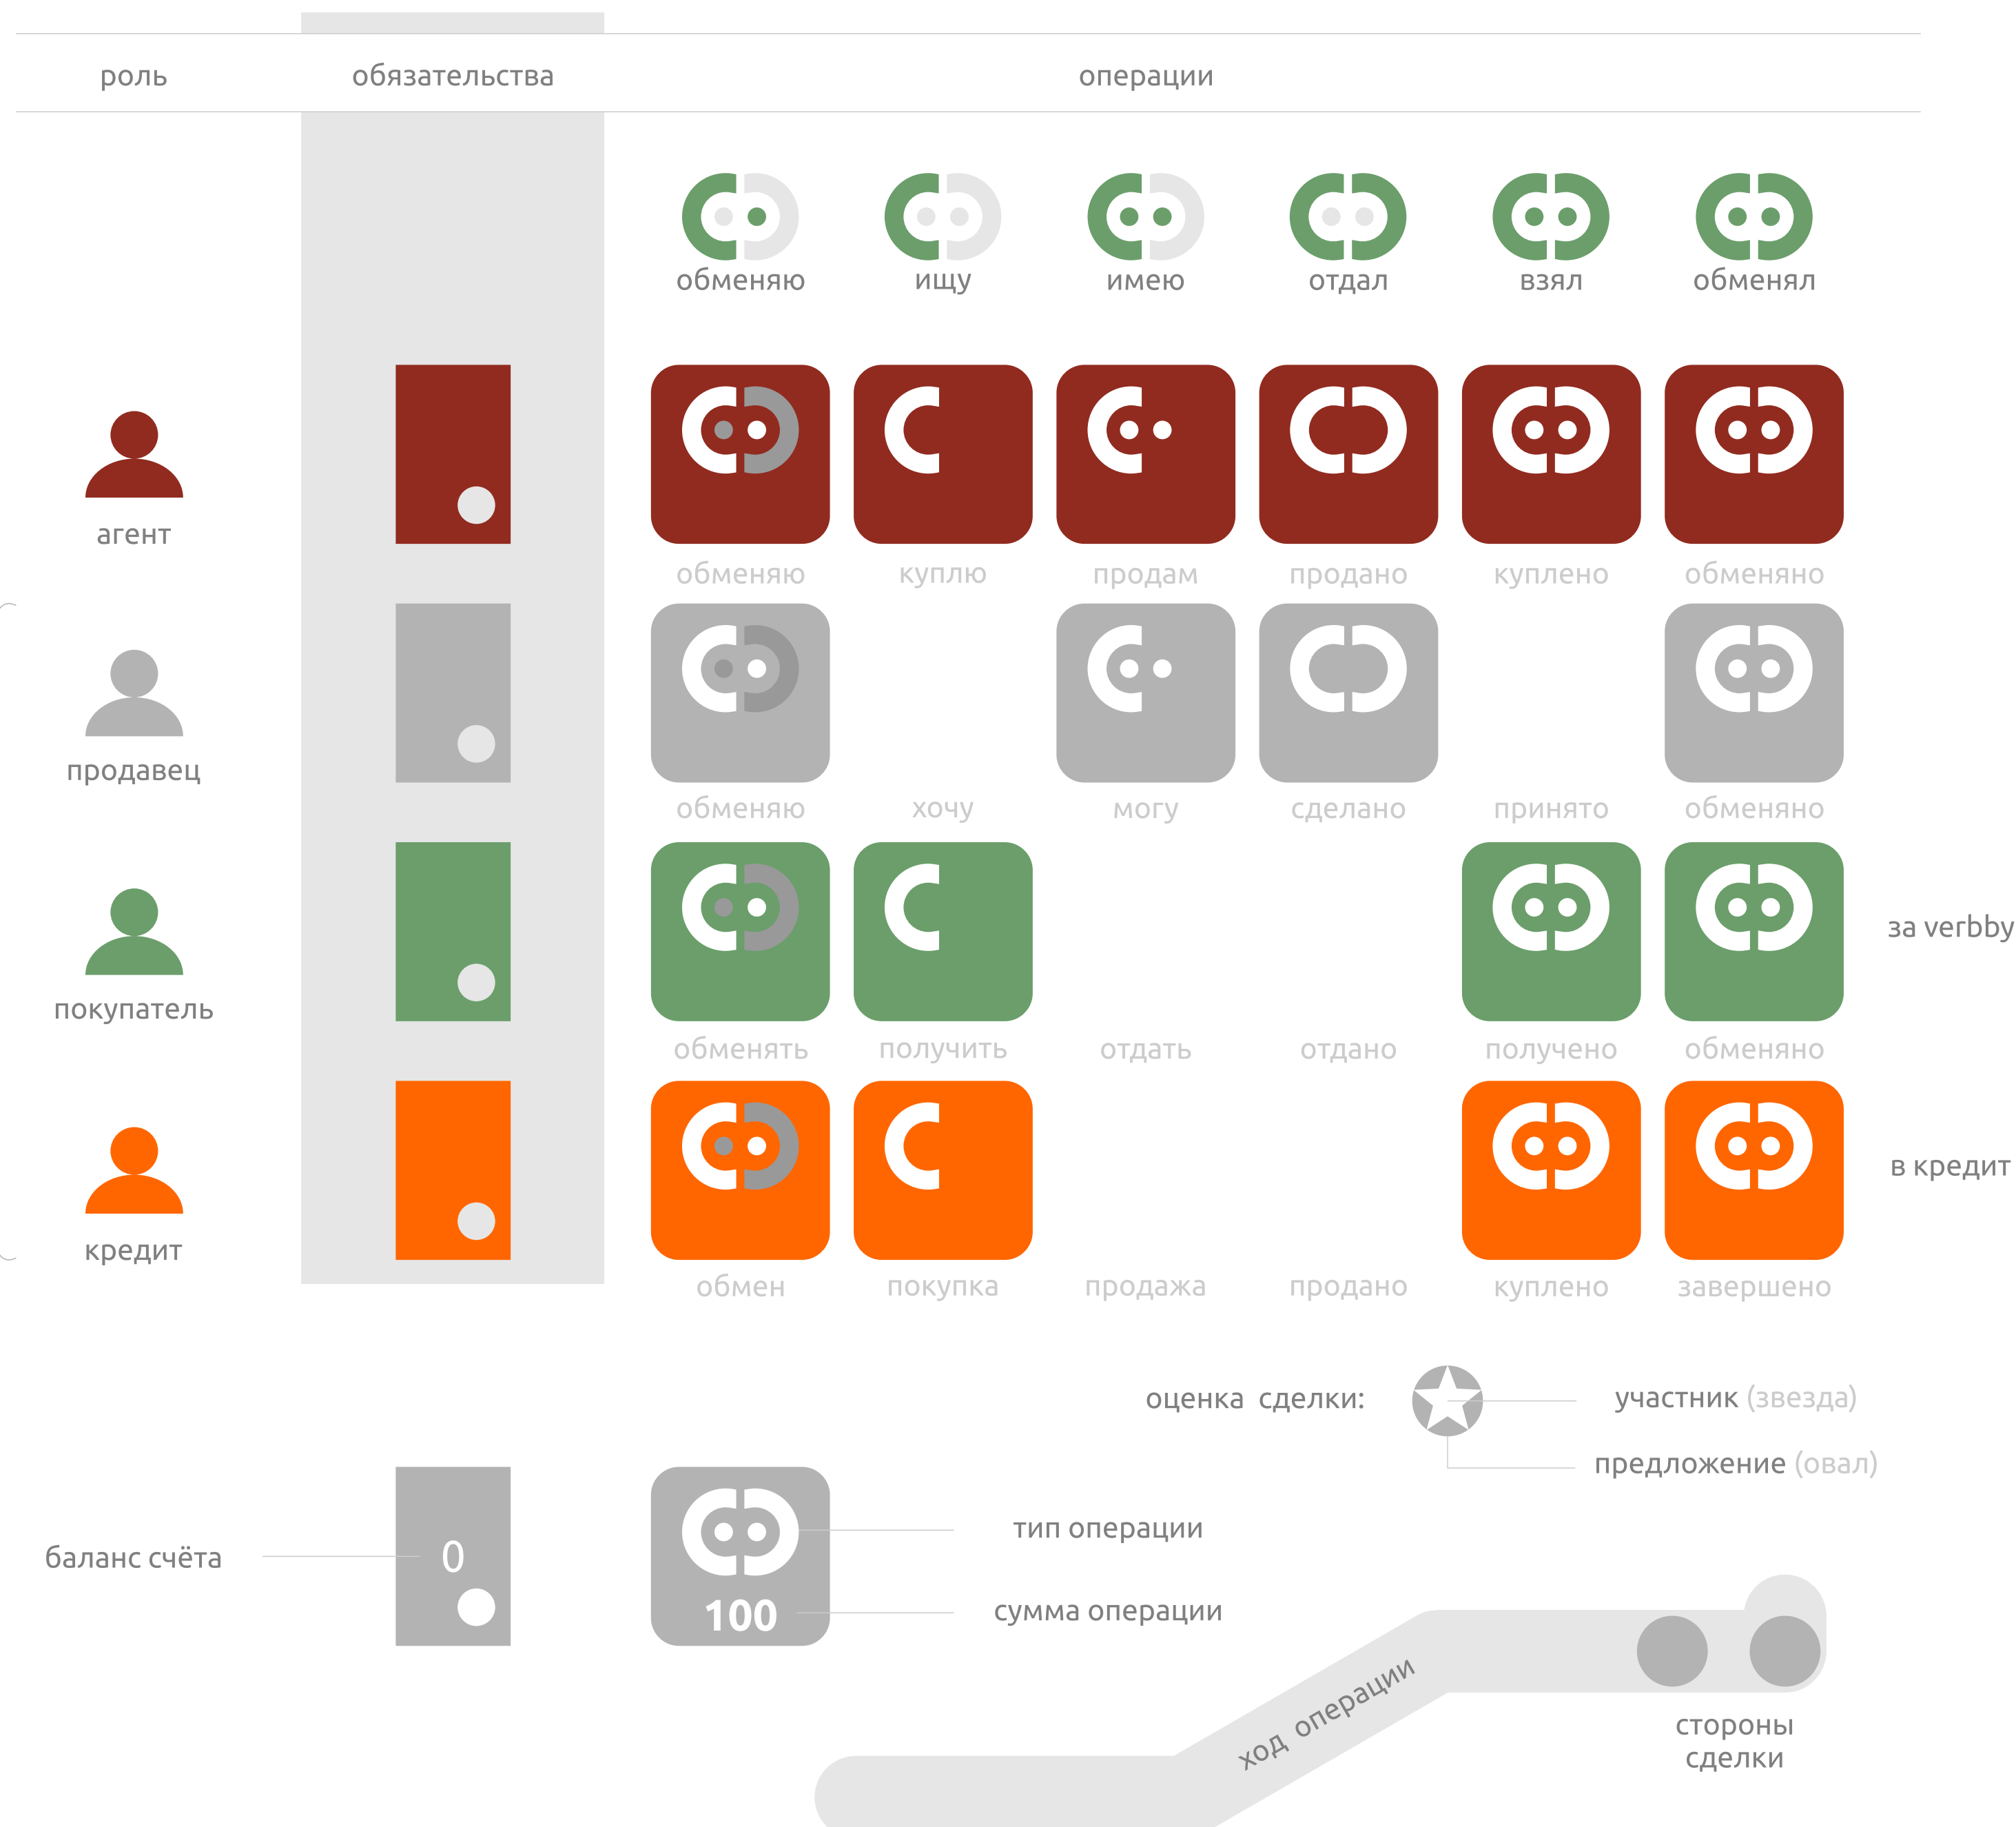 роль обязательства операции
обменяю ищу имею отдал взял обменял
агент
обменяю куплю продам продано куплено обменяно
продавец
обменяю хочу могу сделано принято обменяно
за verbby
покупатель
обменять получить отдать отдано получено обменяно
в кредит
кредит
обмен покупка продажа продано куплено завершено
оценка сделки: участник (звезда)
предложение (овал)
тип операции
баланс счёта 0
100 сумма операции
ход операции
стороны
сделки